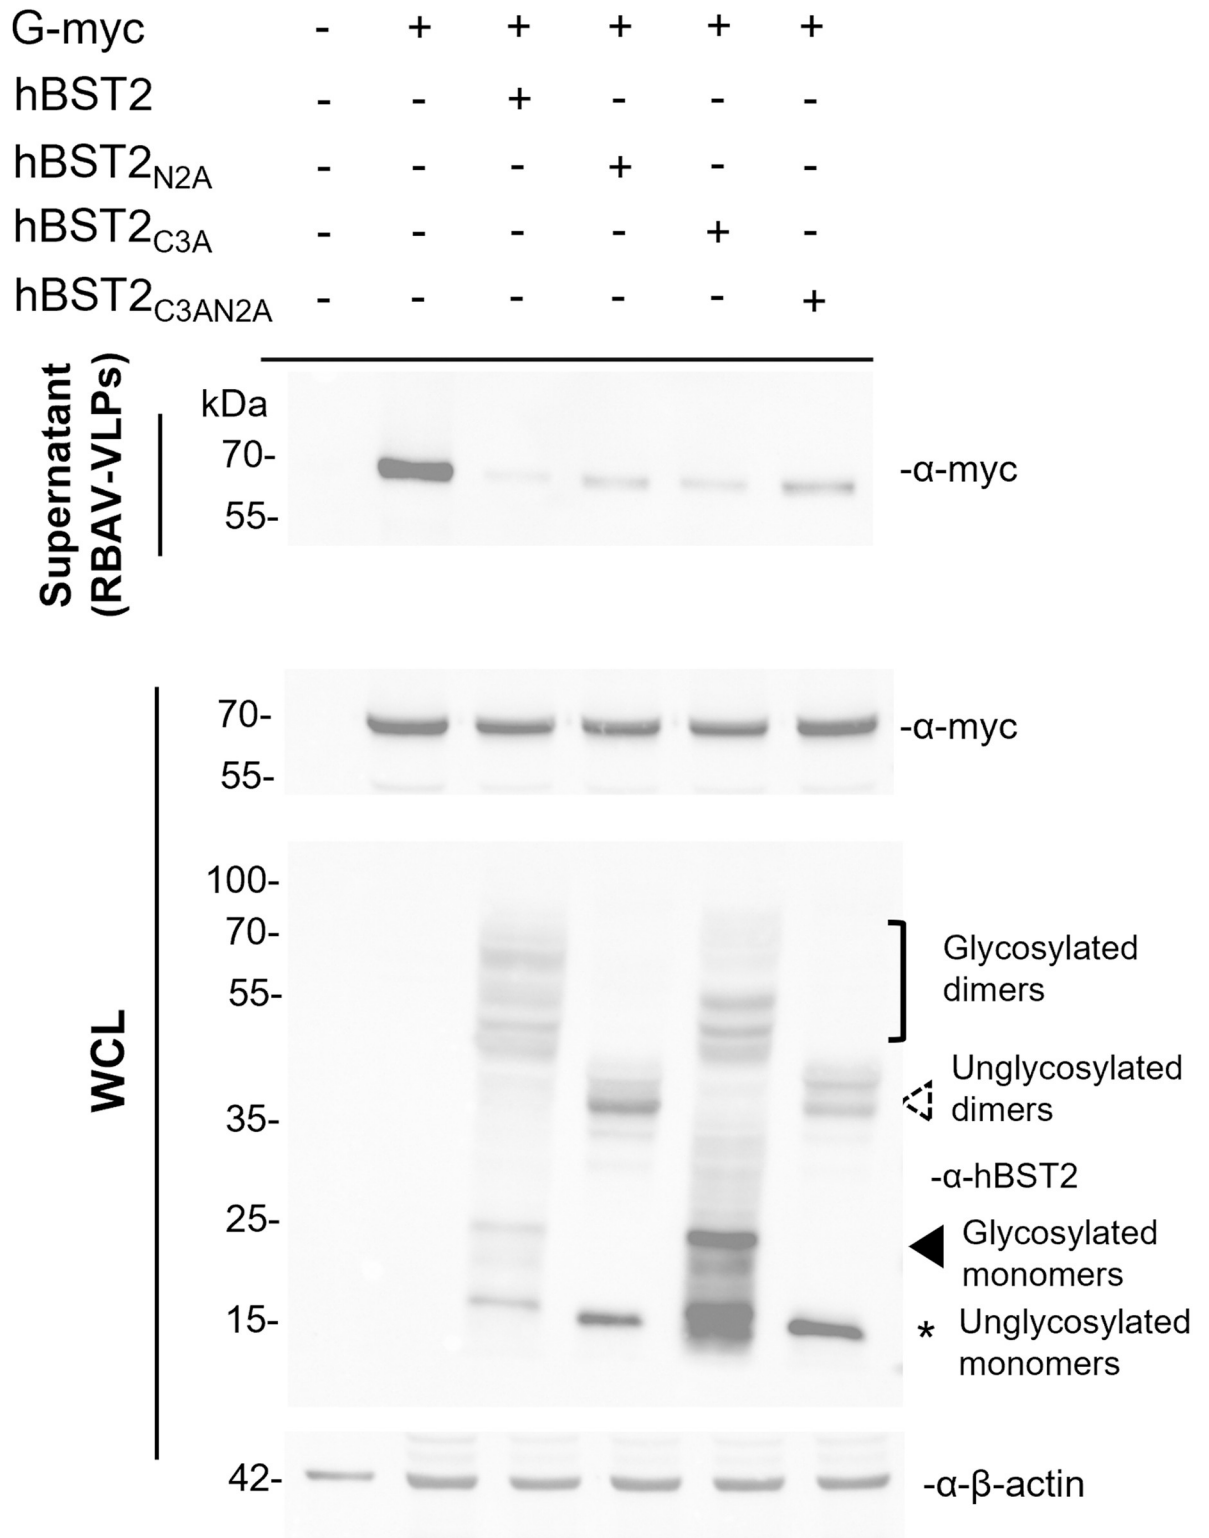 G-myc - + + + + +
hBST2 - - + - - -
hBST2N2A - - - + - -
hBST2C3A - - - - + -
hBST2C3AN2A - - - - - +
Supernatant
(RBAV-VLPs)
kDa
70-
-α-myc
55-
WCL
70-
-α-myc
55-
100-
70-
55-
35-
25-
15-
Glycosylated
dimers
Unglycosylated
dimers
-α-hBST2
Glycosylated
monomers
* Unglycosylated
monomers
42-
-α-β-actin